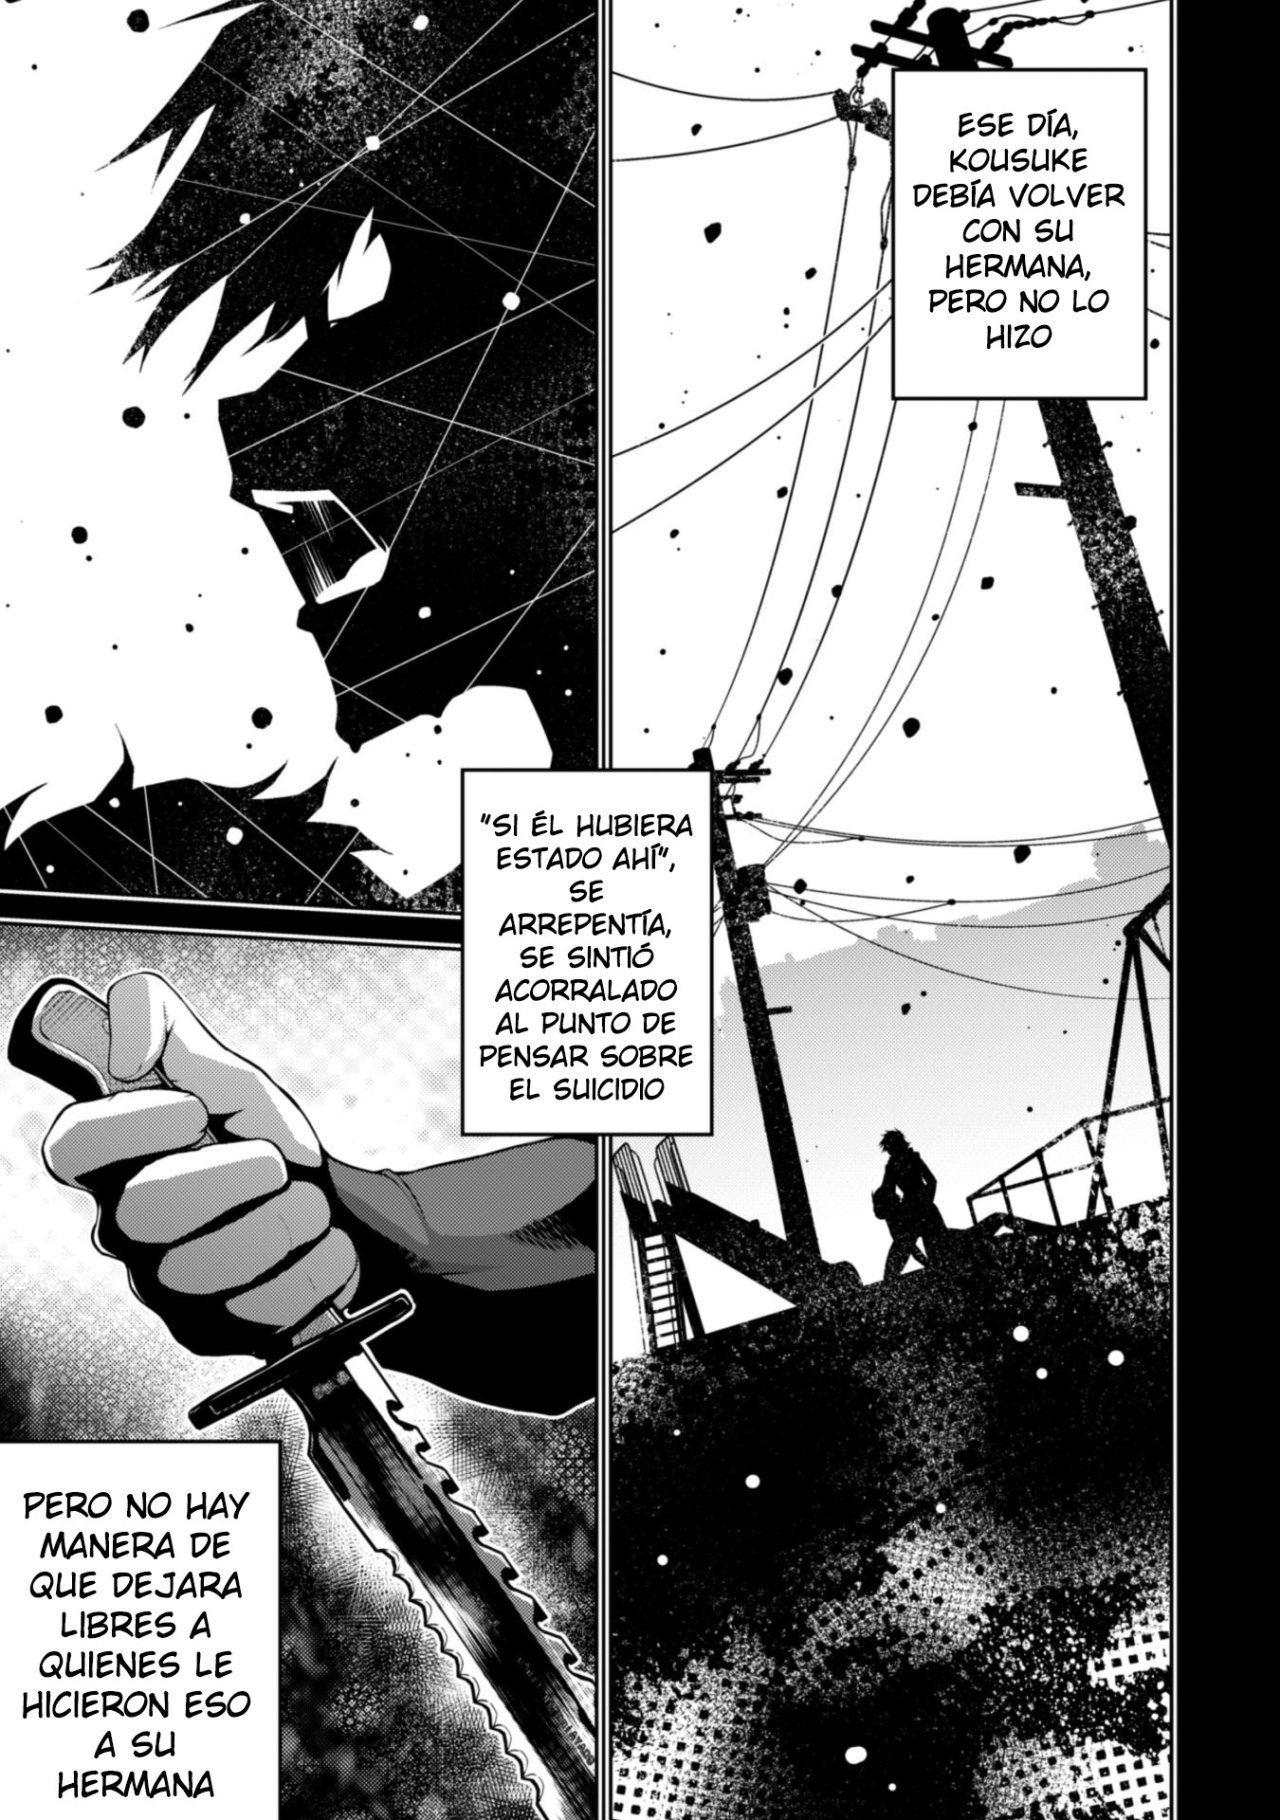 ESE DÍA,
KOUSUKE
DEBÍA VOLVER
CON SU
HERMANA,
PERO NO LO
HIZO
"SI ÉL HUBIERA
ESTADO AHÍ",
SE
ARREPENTÍA,
SE SINTIÓ
ACORRALADO
AL PUNTO DE
PENSAR SOBRE
EL SUICIDIO
PERO NO HAY
MANERA DE
QUE DEJARA
LIBRES A
QUIENES LE
HICIERON ESO
A SU
HERMANA